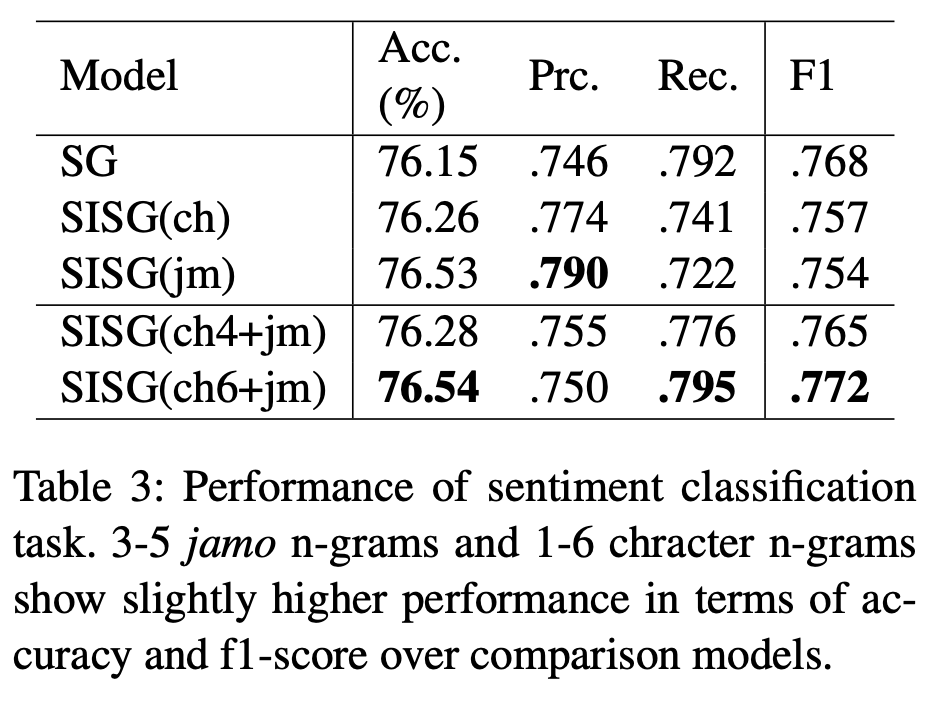 Model Acc. (%) Prc. Rec. F1
SG 76.15 .746 .792 .768
SISG(ch) 76.26 .774 .741 .757
SISG(jm) 76.53 .790 .722 .754
SISG(ch4+jm) 76.28 .755 .776 .765
SISG(ch6+jm) 76.54 .750 .795 .772
Table 3: Performance of sentiment classification
task. 3-5 jamo n-grams and 1-6 chracter n-grams
show slightly higher performance in terms of ac-
curacy and f1-score over comparison models.